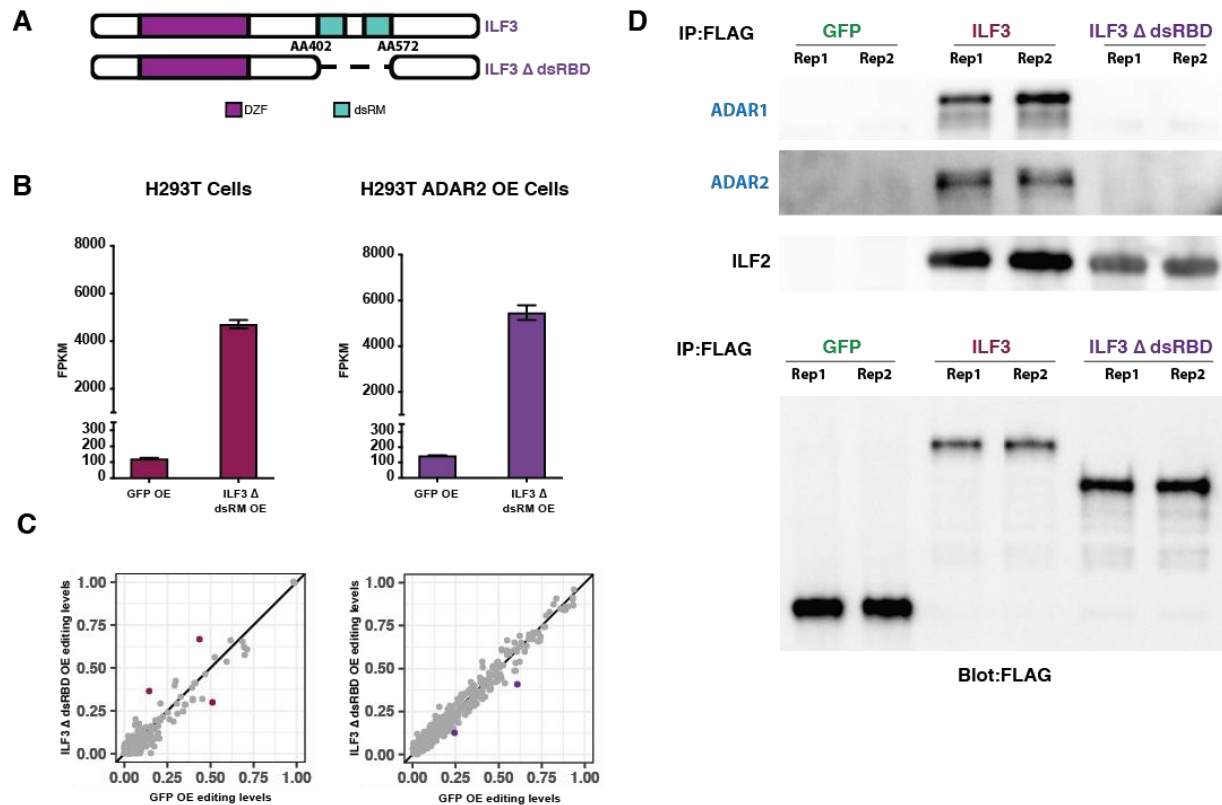 A
ILF3
AA402
AA572
ILF3 Δ dsRBD
DZF
dsRM
B
H293T Cells
H293T ADAR2 OE Cells
8000
6000
4000
2000
300
200
100
0
FPKM
GFP OE
ILF3 Δ
dsRM OE
8000
6000
4000
2000
300
200
100
0
FPKM
GFP OE
ILF3 Δ
dsRM OE
C
ILF3 Δ dsRBD OE editing levels
1.00
0.75
0.50
0.25
0.00
0.00 0.25 0.50 0.75 1.00
GFP OE editing levels
ILF3 Δ dsRBD OE editing levels
1.00
0.75
0.50
0.25
0.00
0.00 0.25 0.50 0.75 1.00
GFP OE editing levels
D
IP:FLAG GFP ILF3 ILF3 Δ dsRBD
Rep1 Rep2 Rep1 Rep2 Rep1 Rep2
ADAR1
ADAR2
ILF2
IP:FLAG GFP ILF3 ILF3 Δ dsRBD
Rep1 Rep2 Rep1 Rep2 Rep1 Rep2
Blot:FLAG